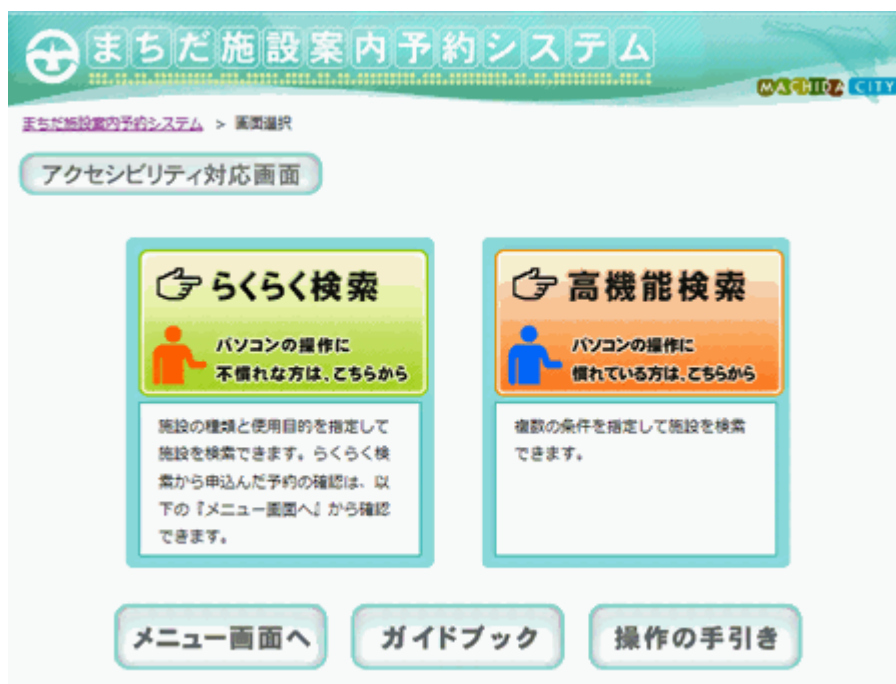 まちだ施設案内予約システム
MACHIDA CITY
まちだ施設案内予約システム > 画面選択
アクセシビリティ対応画面
らくらく検索
パソコンの操作に
不慣れな方は、こちらから
施設の種類と使用目的を指定して
施設を検索できます。らくらく検
索から申込んだ予約の確認は、以
下の『メニュー画面へ』から確認
できます。
高機能検索
パソコンの操作に
慣れている方は、こちらから
複数の条件を指定して施設を検索
できます。
メニュー画面へ
ガイドブック
操作の手引き